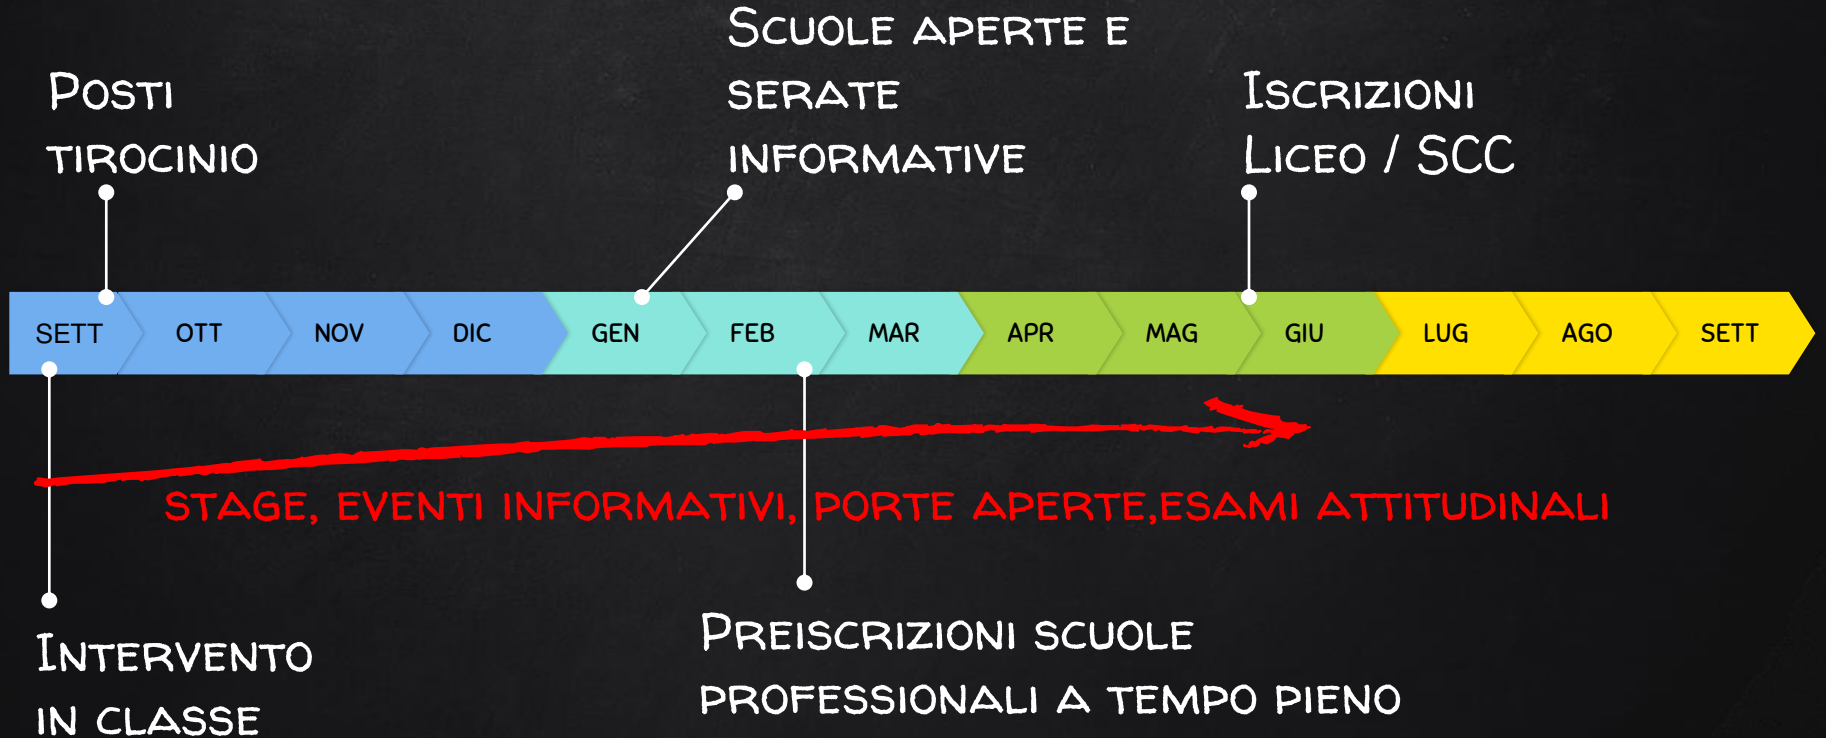 Scuole aperte e
serate
informative
Posti
tirocinio
Iscrizioni
Liceo / SCC
SETT OTT NOV DIC GEN FEB MAR APR MAG GIU LUG AGO SETT
stage, eventi informativi, porte aperte,esami attitudinali
Intervento
in classe
Preiscrizioni scuole
professionali a tempo pieno